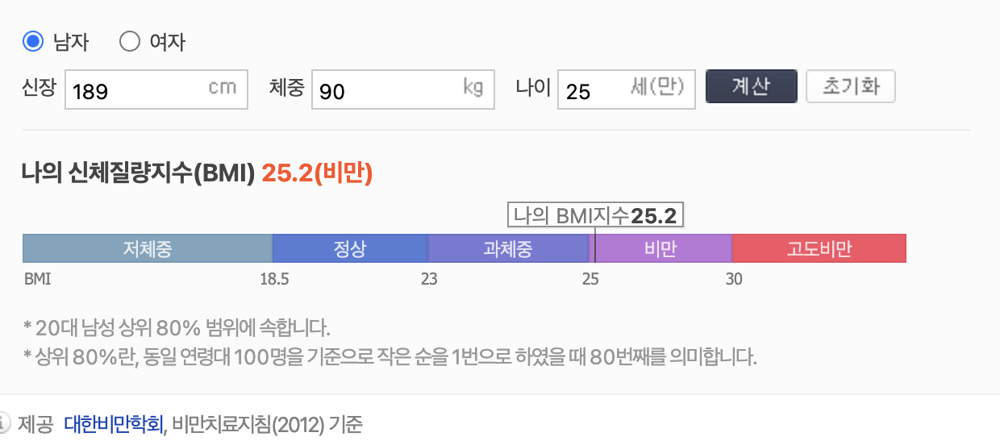 남자 여자
신장 189 cm 체중 90 kg 나이 25 세(만) 계산 초기화
나의 신체질량지수(BMI) 25.2(비만)
나의 BMI지수25.2
저체중 정상 과체중 비만 고도비만
BMI 18.5 23 25 30
* 20대 남성 상위 80% 범위에 속합니다.
* 상위 80%란, 동일 연령대 100명을 기준으로 작은 순을 1번으로 하였을 때 80번째를 의미합니다.
제공 대한비만학회, 비만치료지침(2012) 기준